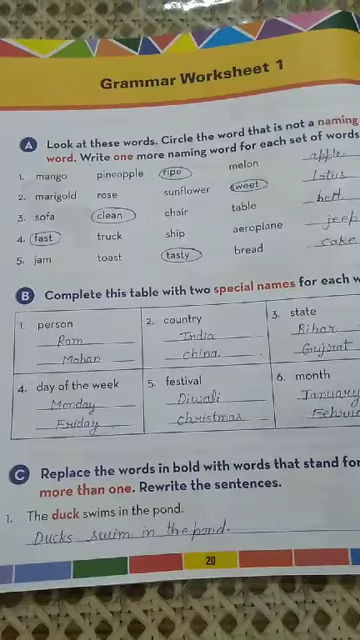 Grammar Worksheet 1
A Look at these words. Circle the word that is not a naming
word. Write one more naming word for each set of words
1. mango pineapple ripe melon apple
2. marigold rose sunflower sweet Lotus
3. sofa clean chair table
4. fast truck ship aeroplane jeep
5. jam toast tasty bread cake
B Complete this table with two special names for each
1. person 2. country 3. state
Ram India Bihar
Mohan china Gujrat
4. day of the week 5. festival 6. month
Monday Diwali January
Friday christmas
C Replace the words in bold with words that stand for
more than one. Rewrite the sentences.
1. The duck swims in the pond.
Ducks swim in the pond.
20